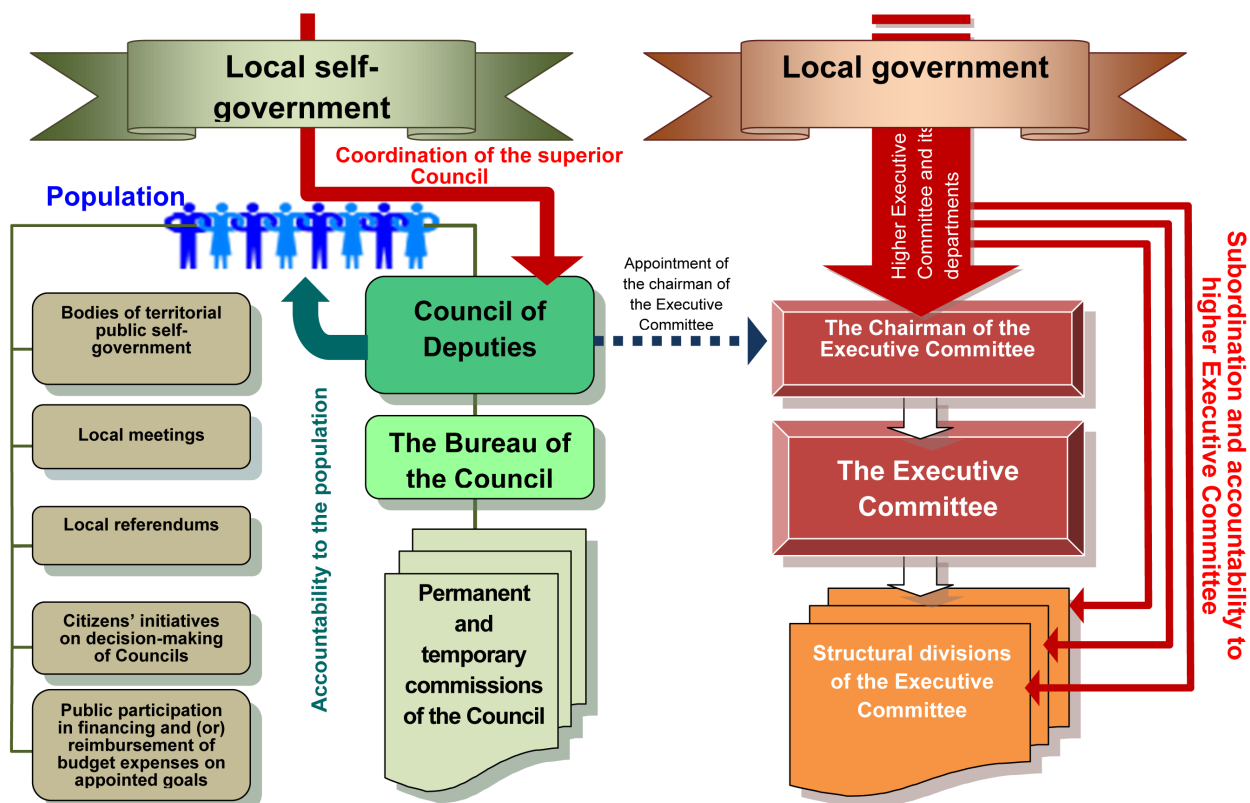 Local self-
government
Local government
Coordination of the superior
Council
Population
Higher Executive
Committee and its
departments
Subordination and accountability to
higher Executive Committee
Appointment of
the chairman of
the Executive
Committee
Bodies of territorial
public self-
government
Local meetings
Local referendums
Citizens’ initiatives
on decision-making
of Councils
Public participation
in financing and (or)
reimbursement of
budget expenses on
appointed goals
Accountability to the population
Council of
Deputies
The Bureau of
the Council
Permanent
and
temporary
commissions
of the Council
The Chairman of the
Executive Committee
The Executive
Committee
Structural divisions
of the Executive
Committee